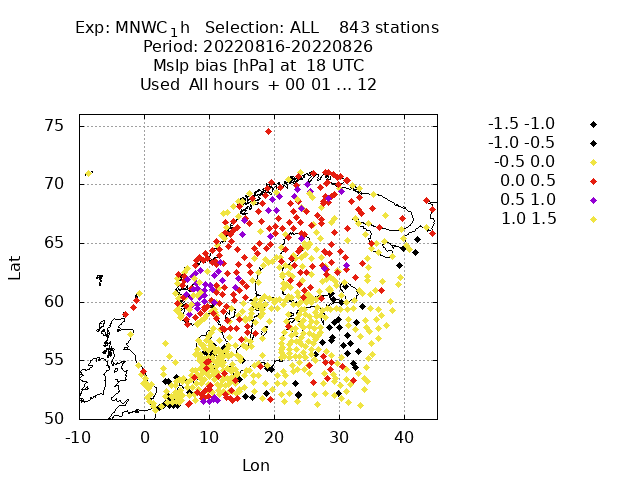 Exp: MNWC_1h Selection: ALL 843 stations
Period: 20220816-20220826
Mslp bias [hPa] at 18 UTC
Used All hours + 00 01 ... 12
75
70
65
60
55
50
Lat
-10 0 10 20 30 40
Lon
-1.5 -1.0
-1.0 -0.5
-0.5 0.0
0.0 0.5
0.5 1.0
1.0 1.5